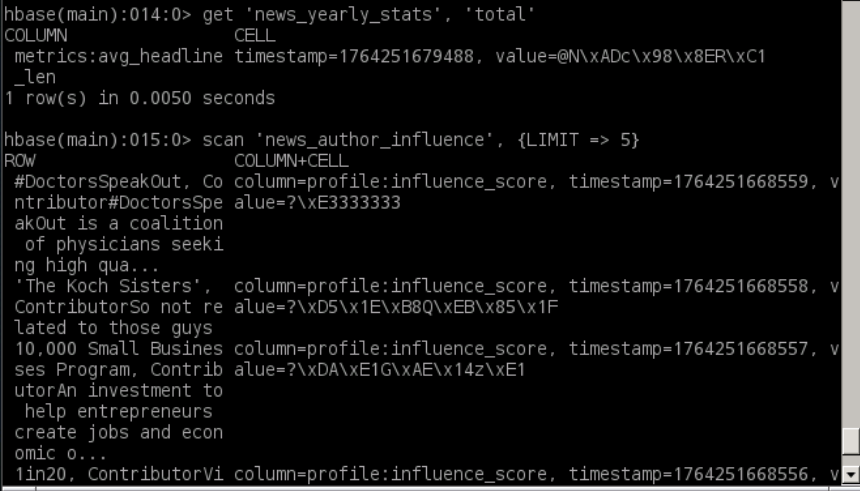 hbase(main):014:0> get 'news_yearly_stats', 'total'
COLUMN                CELL
 metrics:avg_headline timestamp=1764251679488, value=@N\xADc\x98\x8ER\xC1
 _len
1 row(s) in 0.0050 seconds

hbase(main):015:0> scan 'news_author_influence', {LIMIT => 5}
ROW                   COLUMN+CELL
 #DoctorsSpeakOut, Co column=profile:influence_score, timestamp=1764251668559, v
 ntributor#DoctorsSpe alue=?\xE3333333
 akOut is a coalition
  of physicians seeki
 ng high qua...
 'The Koch Sisters',  column=profile:influence_score, timestamp=1764251668558, v
 ContributorSo not re alue=?\xD5\x1E\xB8Q\xEB\x85\x1F
 lated to those guys
 10,000 Small Busines column=profile:influence_score, timestamp=1764251668557, v
 ses Program, Contrib alue=?\xDA\xE1G\xAE\x14z\xE1
 utorAn investment to
  help entrepreneurs
 create jobs and econ
 omic o...
 1in20, ContributorVi column=profile:influence_score, timestamp=1764251668556, v